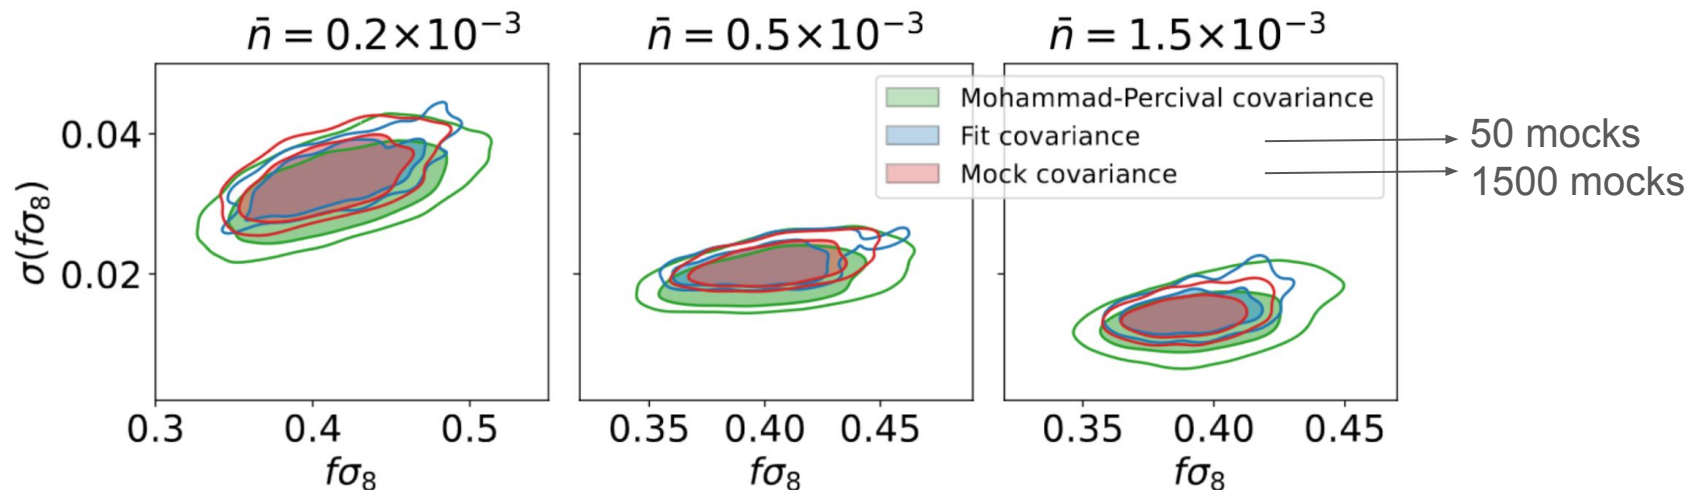 n̄ = 0.2×10⁻³
n̄ = 0.5×10⁻³
n̄ = 1.5×10⁻³
Mohammad-Percival covariance
Fit covariance
Mock covariance
50 mocks
1500 mocks
σ(fσ₈)
0.04
0.02
0.3 0.4 0.5
0.35 0.40 0.45
0.35 0.40 0.45
fσ₈
fσ₈
fσ₈